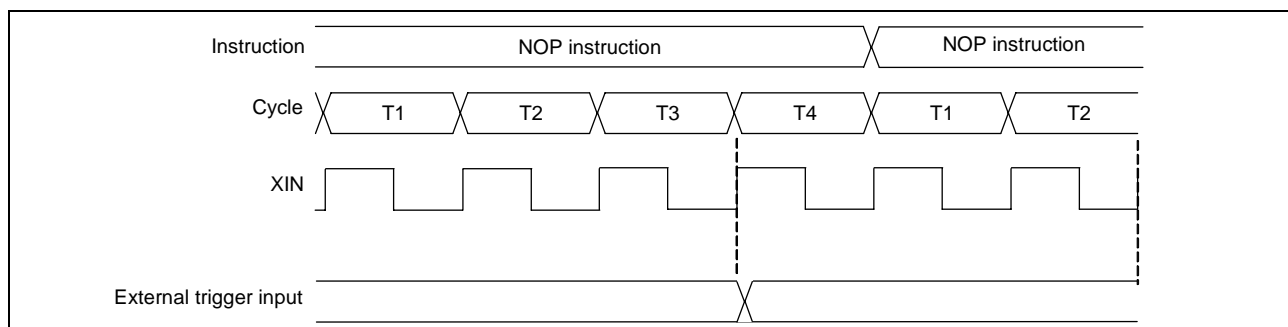 Instruction NOP instruction NOP instruction
Cycle T1 T2 T3 T4 T1 T2
XIN
External trigger input